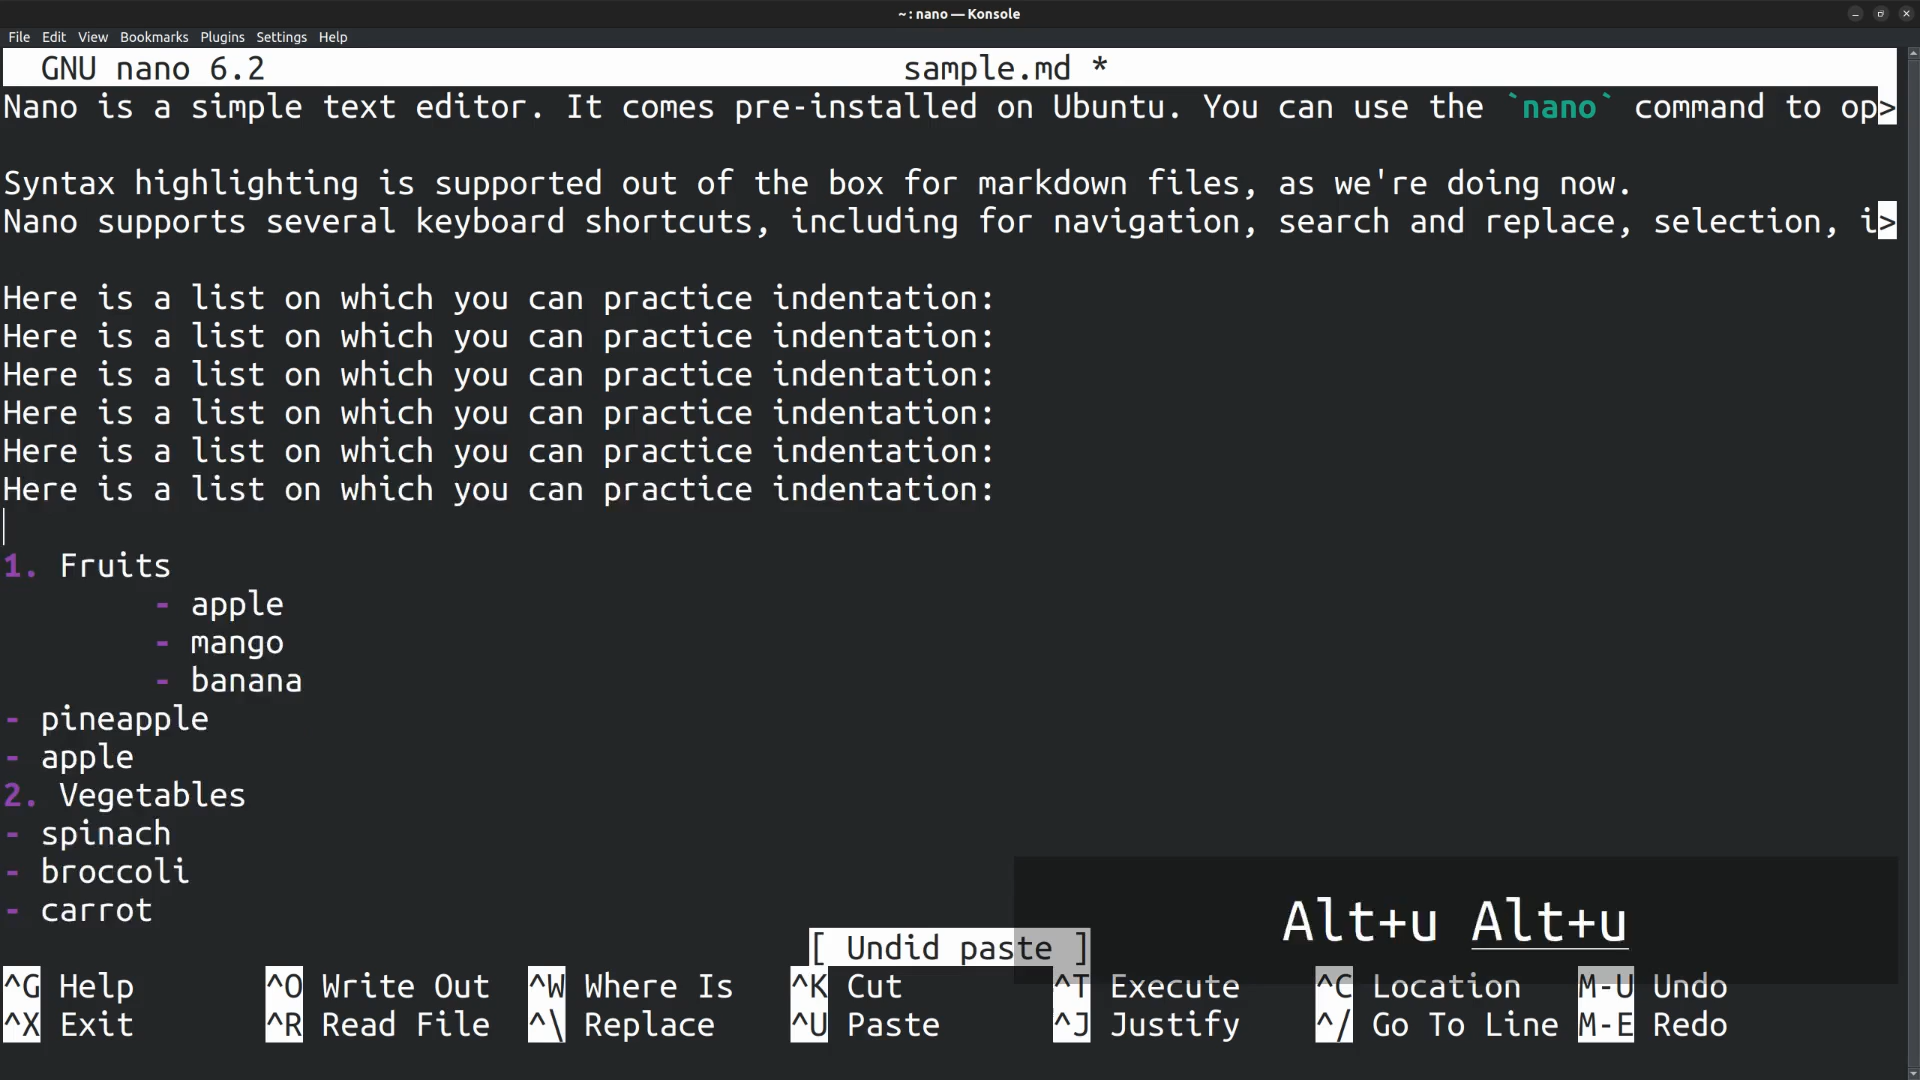 ~ : nano — Konsole
File Edit View Bookmarks Plugins Settings Help
GNU nano 6.2 sample.md *
Nano is a simple text editor. It comes pre-installed on Ubuntu. You can use the `nano` command to op>
Syntax highlighting is supported out of the box for markdown files, as we're doing now.
Nano supports several keyboard shortcuts, including for navigation, search and replace, selection, i>
Here is a list on which you can practice indentation:
Here is a list on which you can practice indentation:
Here is a list on which you can practice indentation:
Here is a list on which you can practice indentation:
Here is a list on which you can practice indentation:
Here is a list on which you can practice indentation:
1. Fruits
- apple
- mango
- banana
- pineapple
- apple
2. Vegetables
- spinach
- broccoli
- carrot
Alt+u Alt+u
[ Undid paste ]
^G Help ^O Write Out ^W Where Is ^K Cut ^T Execute ^C Location M-U Undo
^X Exit ^R Read File ^\ Replace ^U Paste ^J Justify ^/ Go To Line M-E Redo